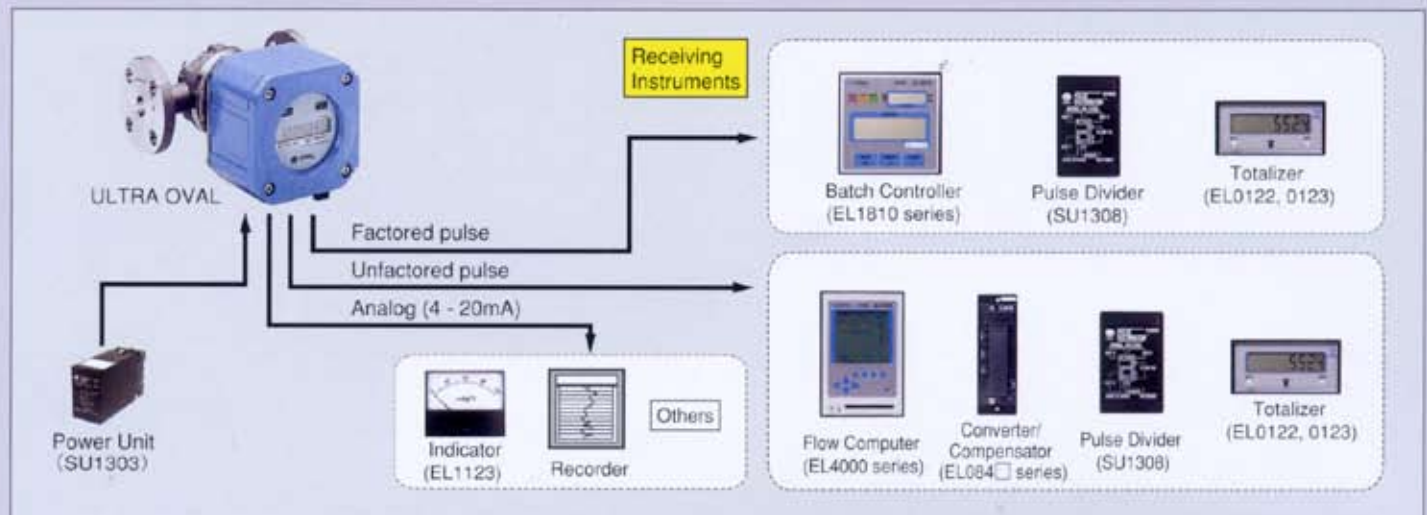 Receiving
Instruments
ULTRA OVAL
Factored pulse
Unfactored pulse
Analog (4 - 20mA)
Power Unit
(SU1303)
Batch Controller
(EL1810 series)
Pulse Divider
(SU1308)
5524
Totalizer
(EL0122, 0123)
Indicator
(EL1123)
Recorder
Others
Flow Computer
(EL4000 series)
Converter/
Compensator
(EL084□ series)
Pulse Divider
(SU1308)
5524
Totalizer
(EL0122, 0123)